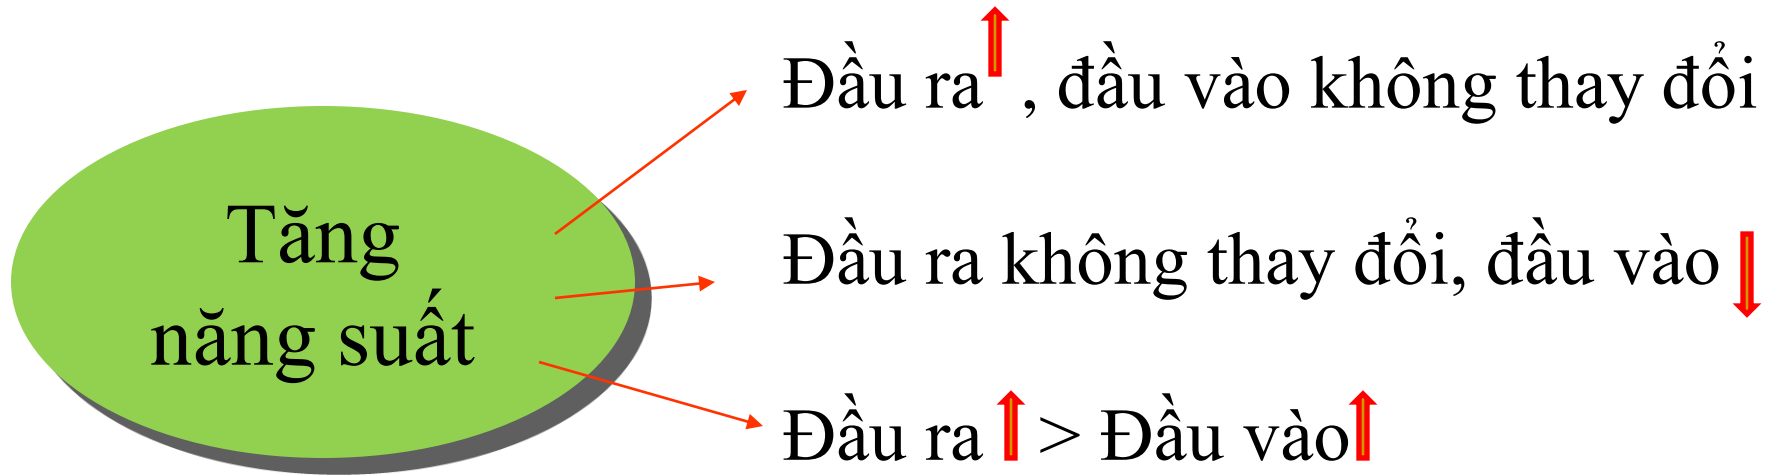 Tăng
năng suất
Đầu ra , đầu vào không thay đổi
Đầu ra không thay đổi, đầu vào
Đầu ra > Đầu vào